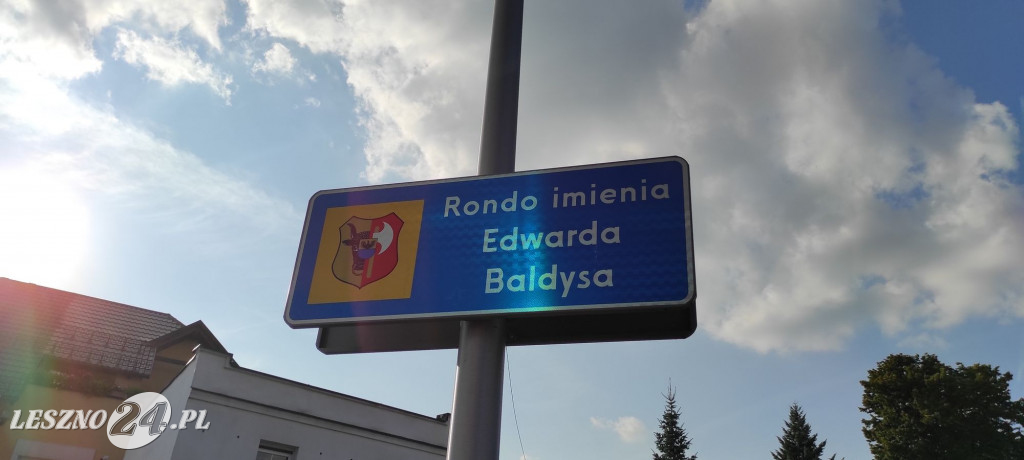 Rondo imienia
Edwarda
Baldysa
LESZNO24.PL